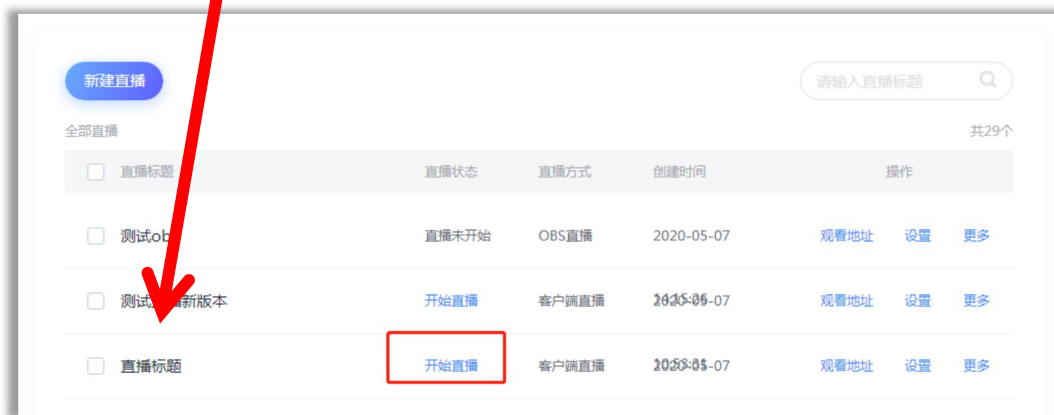 新建直播 请输入直播标题
全部直播 共29个
直播标题 直播状态 直播方式 创建时间 操作
测试ob 直播未开始 OBS直播 2020-05-07 观看地址 设置 更多
测试 新版本 开始直播 客户端直播 观看地址 设置 更多
直播标题 开始直播 客户端直播 观看地址 设置 更多